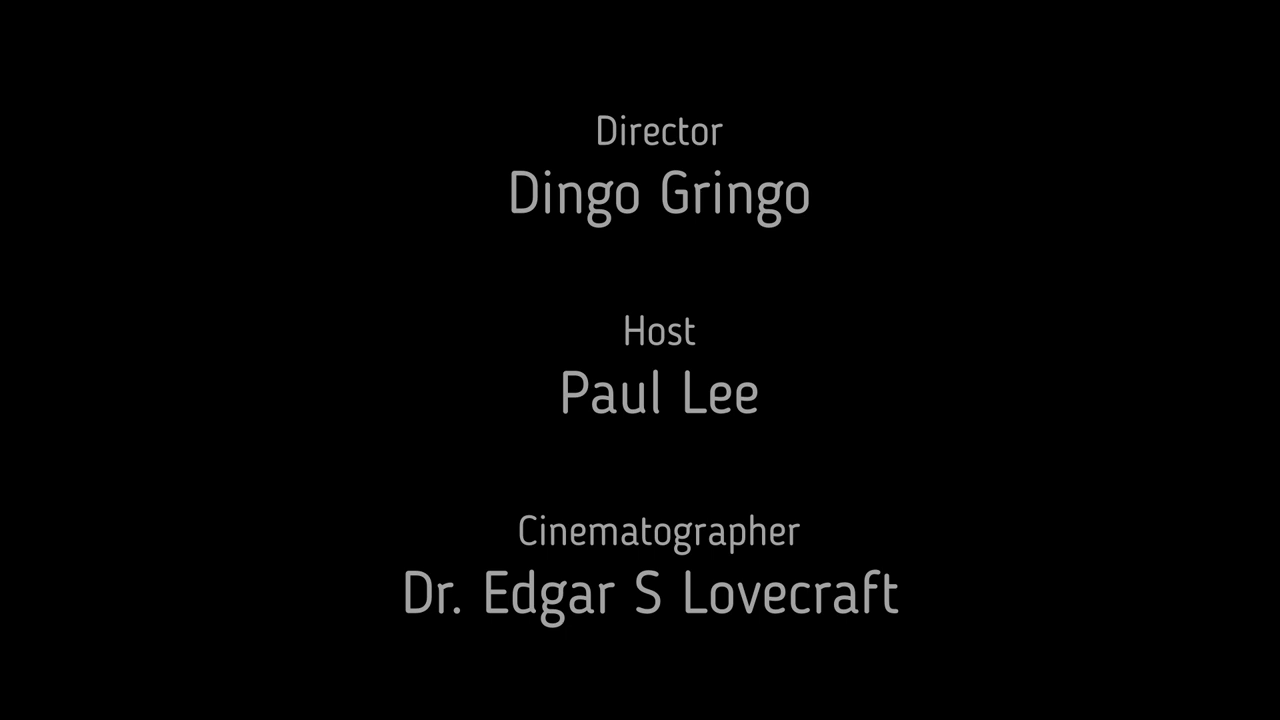 Director
Dingo Gringo
Host
Paul Lee
Cinematographer
Dr. Edgar S Lovecraft